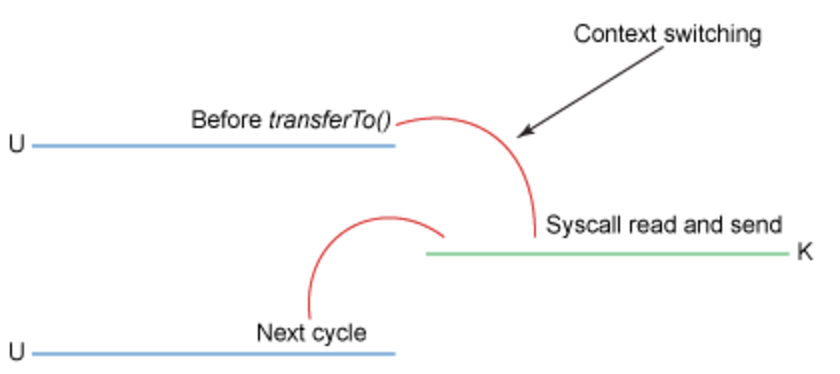 Context switching
Before transferTo()
U
Syscall read and send
K
Next cycle
U